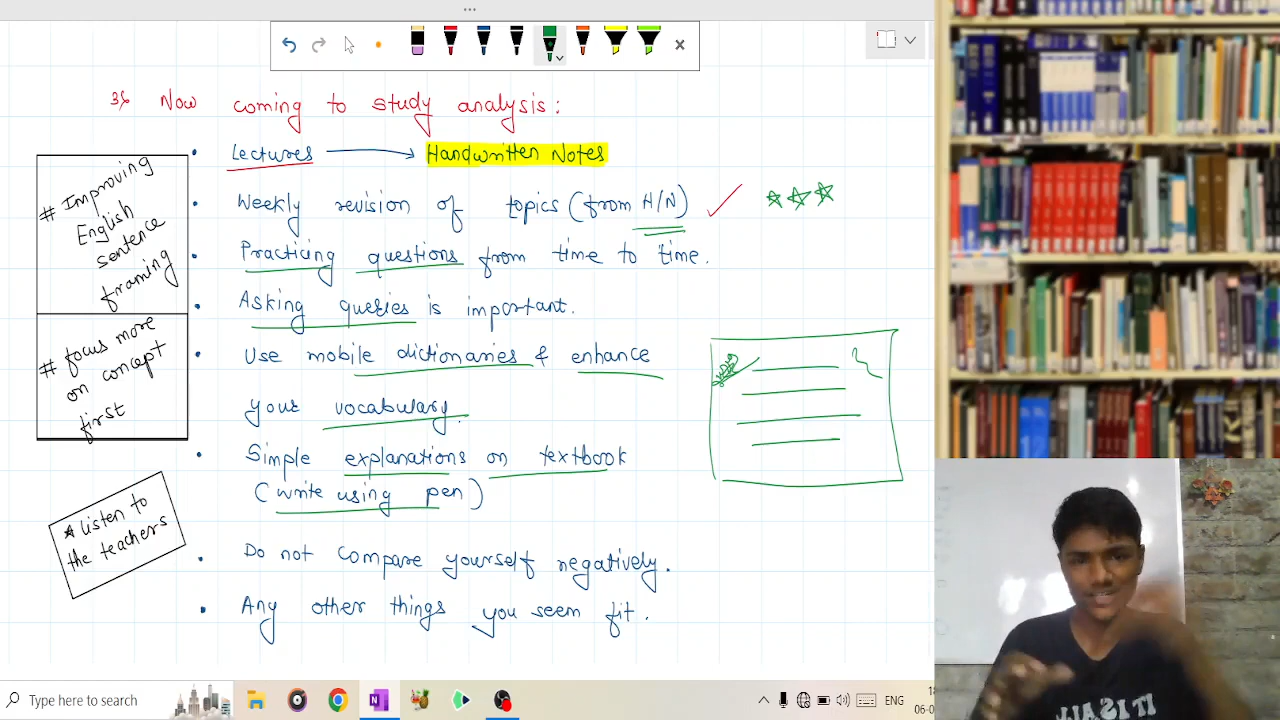 3§ Now coming to study analysis:
• Lectures → Handwritten Notes
• Weekly revision of topics (from H/N)
• Practicing questions from time to time.
• Asking queries is important.
• Use mobile dictionaries & enhance
your vocabulary.
• Simple explanations on textbook
(write using pen)
• Do not compare yourself negatively.
• Any other things you seem fit.
# Improving
English
sentence
framing
# focus more
on concept
first
* listen to
the teachers
Type here to search
ENG
IT IS ALL